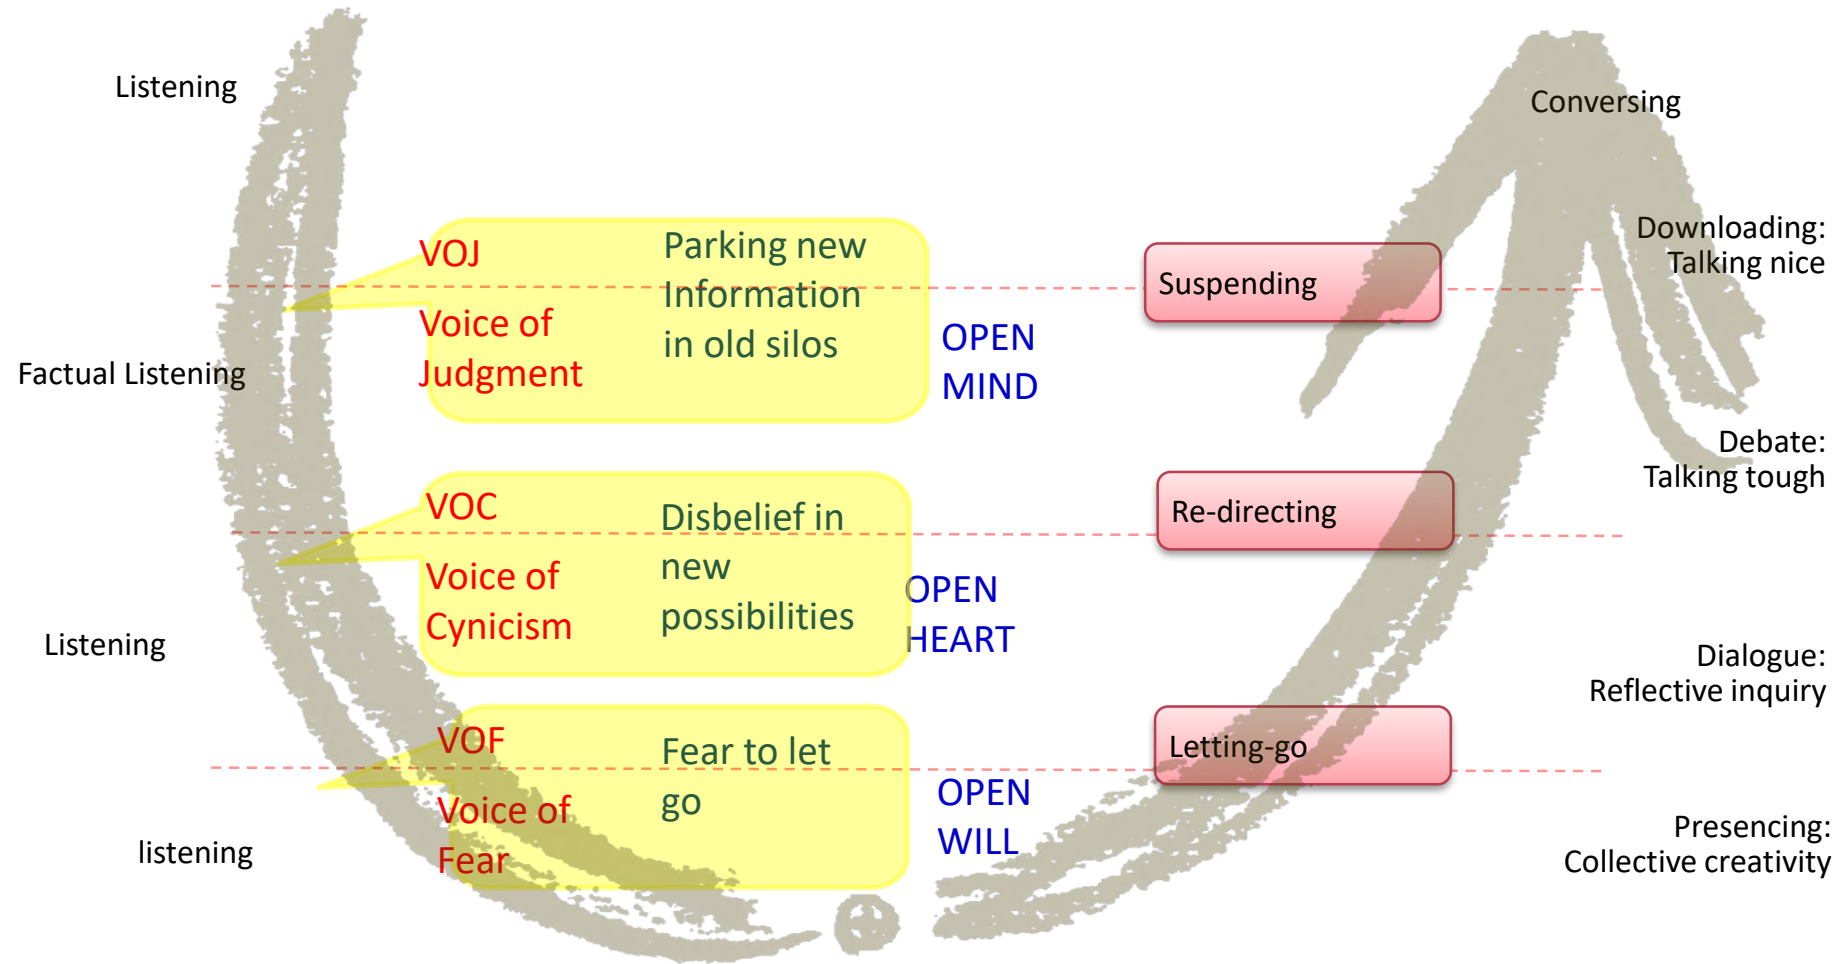 Listening
Conversing
VOJ
Voice of
Judgment
Parking new
Information
in old silos
OPEN
MIND
Suspending
Downloading:
Talking nice
Factual Listening
Debate:
Talking tough
VOC
Voice of
Cynicism
Disbelief in
new
possibilities
OPEN
HEART
Re-directing
Listening
Dialogue:
Reflective inquiry
VOF
Voice of
Fear
Fear to let
go
OPEN
WILL
Letting-go
listening
Presencing:
Collective creativity